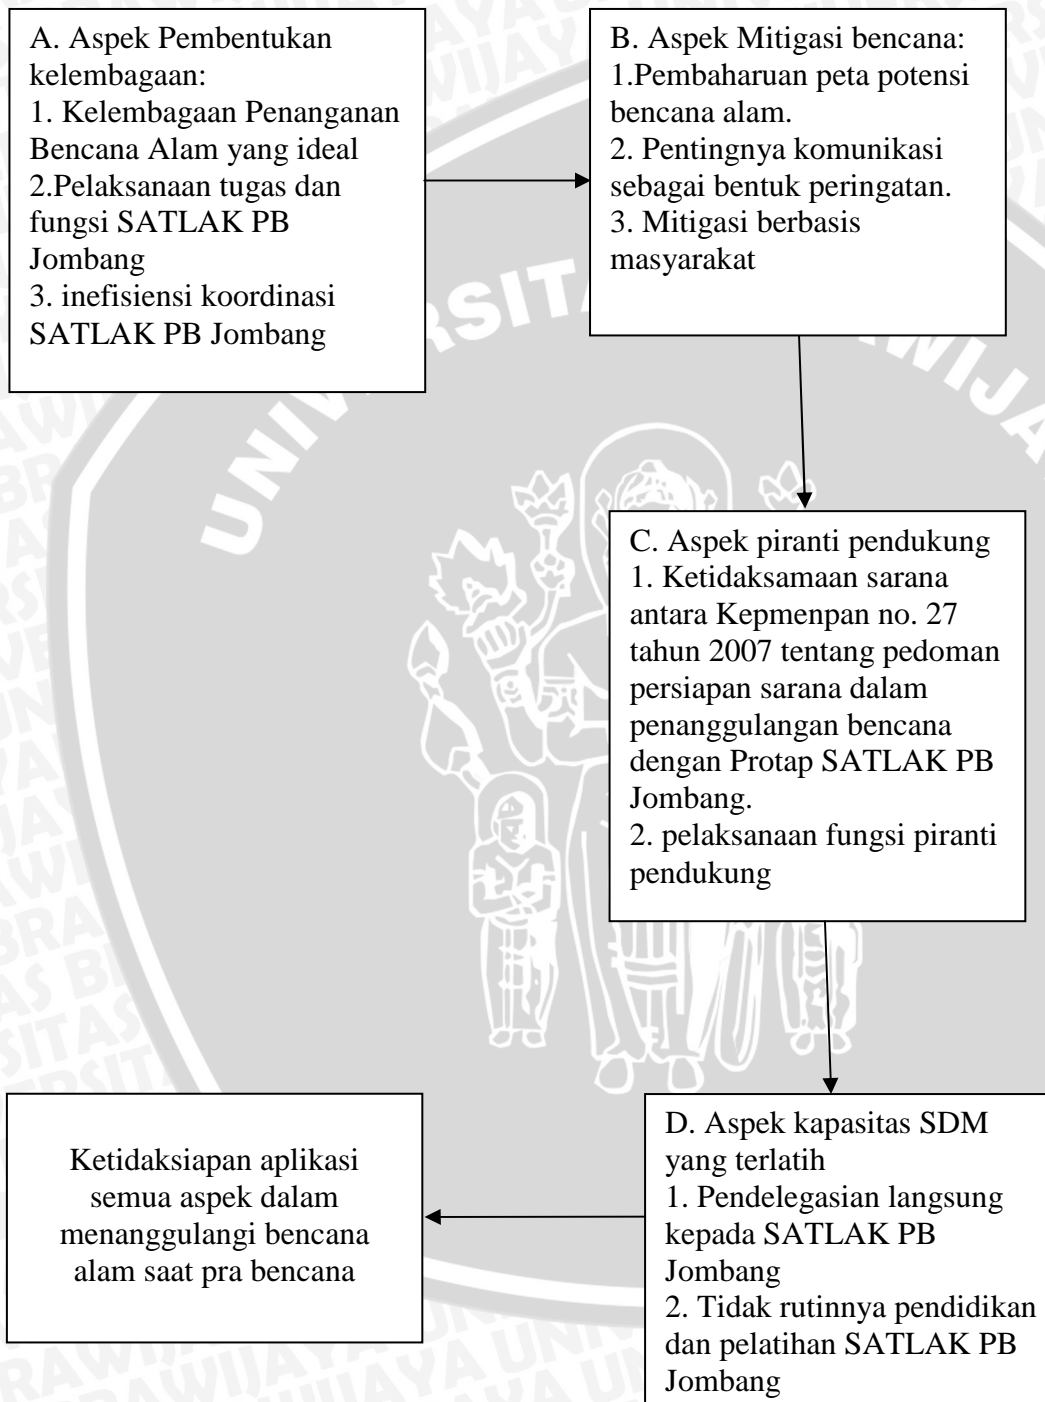 A. Aspek Pembentukan
kelembagaan:
1. Kelembagaan Penanganan
Bencana Alam yang ideal
2.Pelaksanaan tugas dan
fungsi SATLAK PB
Jombang
3. inefisiensi koordinasi
SATLAK PB Jombang
B. Aspek Mitigasi bencana:
1.Pembaharuan peta potensi
bencana alam.
2. Pentingnya komunikasi
sebagai bentuk peringatan.
3. Mitigasi berbasis
masyarakat
C. Aspek piranti pendukung
1. Ketidaksamaan sarana
antara Kepmenpan no. 27
tahun 2007 tentang pedoman
persiapan sarana dalam
penanggulangan bencana
dengan Protap SATLAK PB
Jombang.
2. pelaksanaan fungsi piranti
pendukung
D. Aspek kapasitas SDM
yang terlatih
1. Pendelegasian langsung
kepada SATLAK PB
Jombang
2. Tidak rutinnya pendidikan
dan pelatihan SATLAK PB
Jombang
Ketidaksiapan aplikasi
semua aspek dalam
menanggulangi bencana
alam saat pra bencana